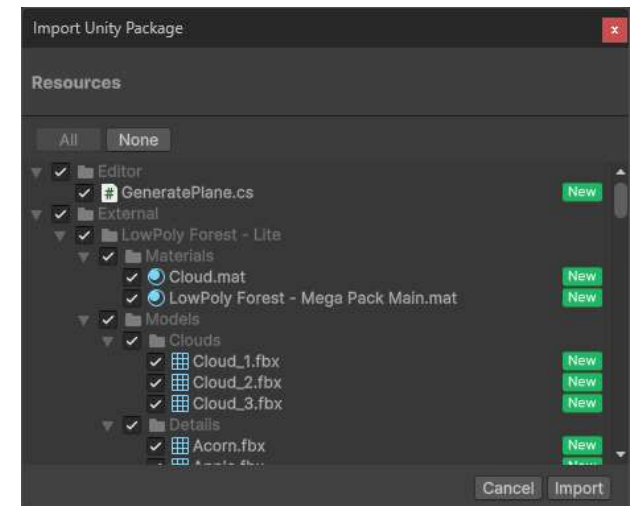 Import Unity Package
x
Resources
All None
Editor
# GeneratePlane.cs New
External
LowPoly Forest - Lite
Materials
Cloud.mat New
LowPoly Forest - Mega Pack Main.mat New
Models
Clouds
Cloud_1.fbx New
Cloud_2.fbx New
Cloud_3.fbx New
Details
Acorn.fbx New
Cancel Import